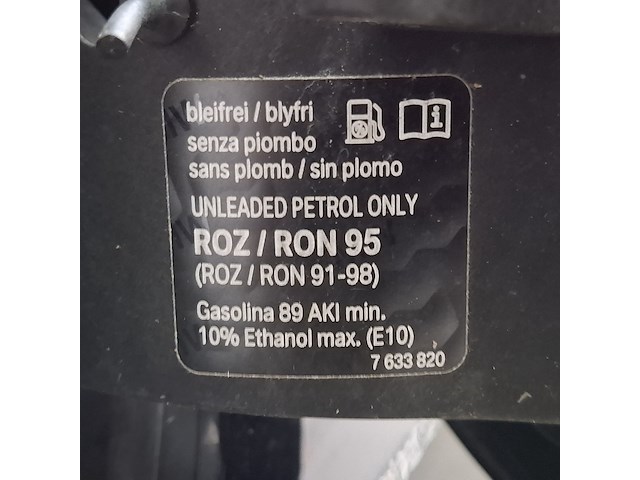 bleifrei / blyfri
senza piombo
sans plomb / sin plomo
UNLEADED PETROL ONLY
ROZ / RON 95
(ROZ / RON 91-98)
Gasolina 89 AKI min.
10% Ethanol max. (E10)
7 633 820